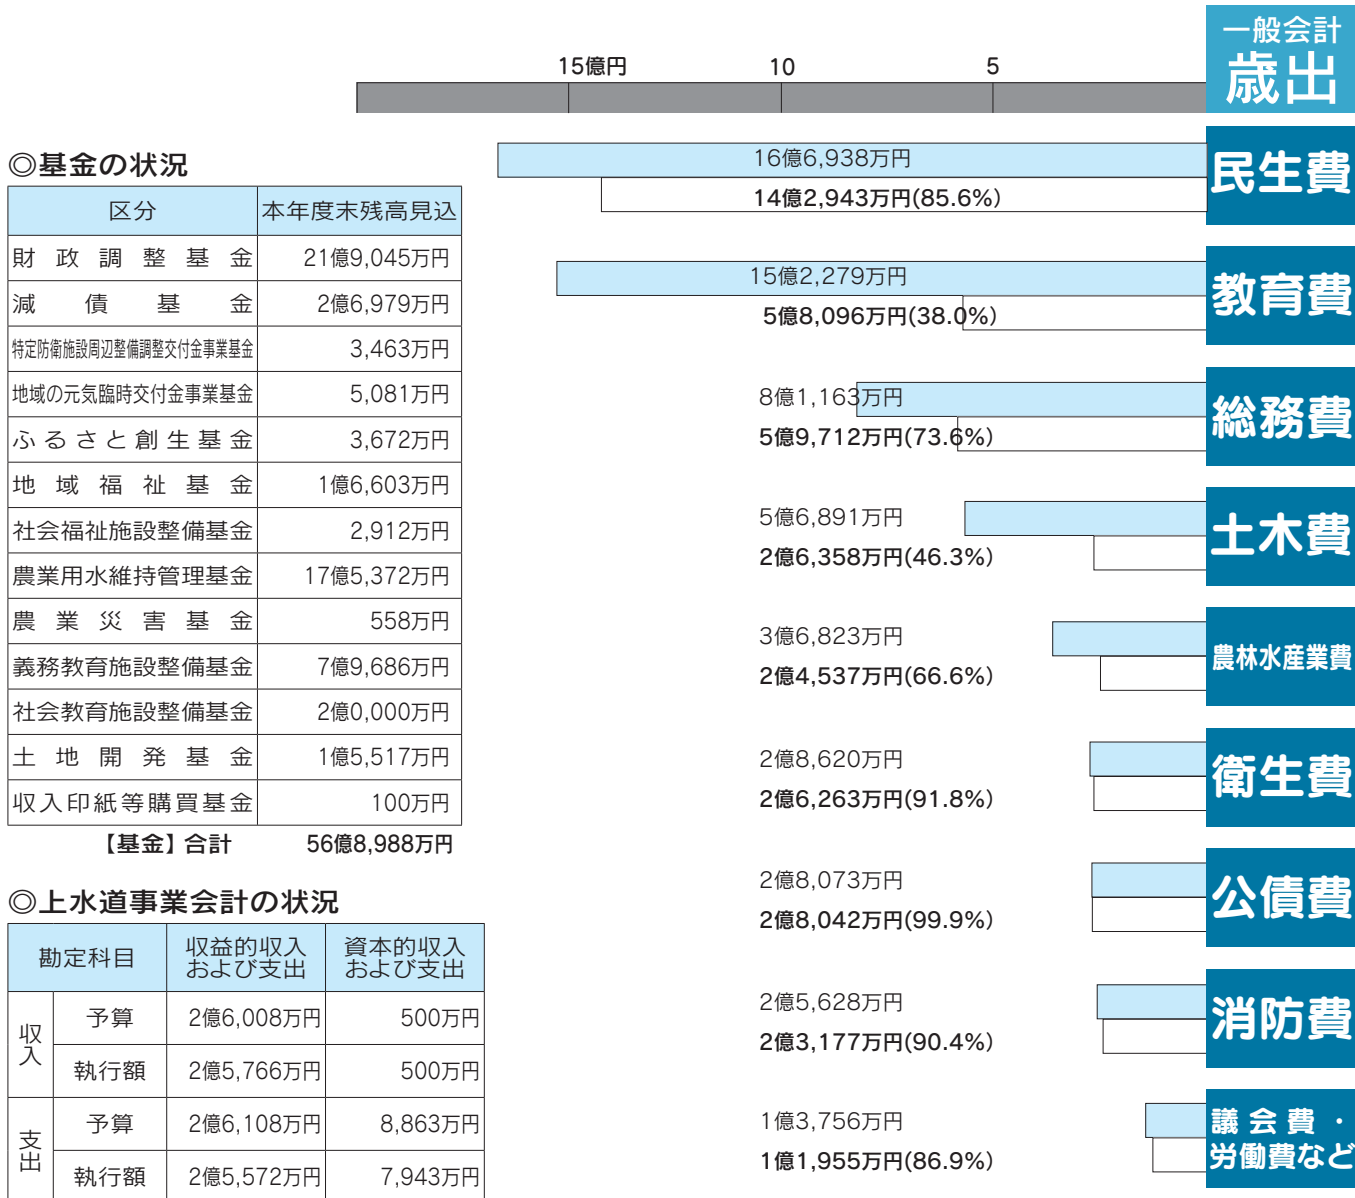 一般会計
歳出
15億円 10 5
民生費
16億6,938万円
14億2,943万円(85.6%)
教育費
15億2,279万円
5億8,096万円(38.0%)
総務費
8億1,163万円
5億9,712万円(73.6%)
土木費
5億6,891万円
2億6,358万円(46.3%)
農林水産業費
3億6,823万円
2億4,537万円(66.6%)
衛生費
2億8,620万円
2億6,263万円(91.8%)
公債費
2億8,073万円
2億8,042万円(99.9%)
消防費
2億5,628万円
2億3,177万円(90.4%)
議会費・
労働費など
1億3,756万円
1億1,955万円(86.9%)
◎基金の状況
区分 本年度末残高見込
財政調整基金 21億9,045万円
減債基金 2億6,979万円
特定防衛施設周辺整備調整交付金事業基金 3,463万円
地域の元気臨時交付金事業基金 5,081万円
ふるさと創生基金 3,672万円
地域福祉基金 1億6,603万円
社会福祉施設整備基金 2,912万円
農業用水維持管理基金 17億5,372万円
農業災害基金 558万円
義務教育施設整備基金 7億9,686万円
社会教育施設整備基金 2億0,000万円
土地開発基金 1億5,517万円
収入印紙等購買基金 100万円
【基金】合計 56億8,988万円
◎上水道事業会計の状況
勘定科目 収益的収入および支出 資本的収入および支出
収入 予算 2億6,008万円 500万円
執行額 2億5,766万円 500万円
支出 予算 2億6,108万円 8,863万円
執行額 2億5,572万円 7,943万円